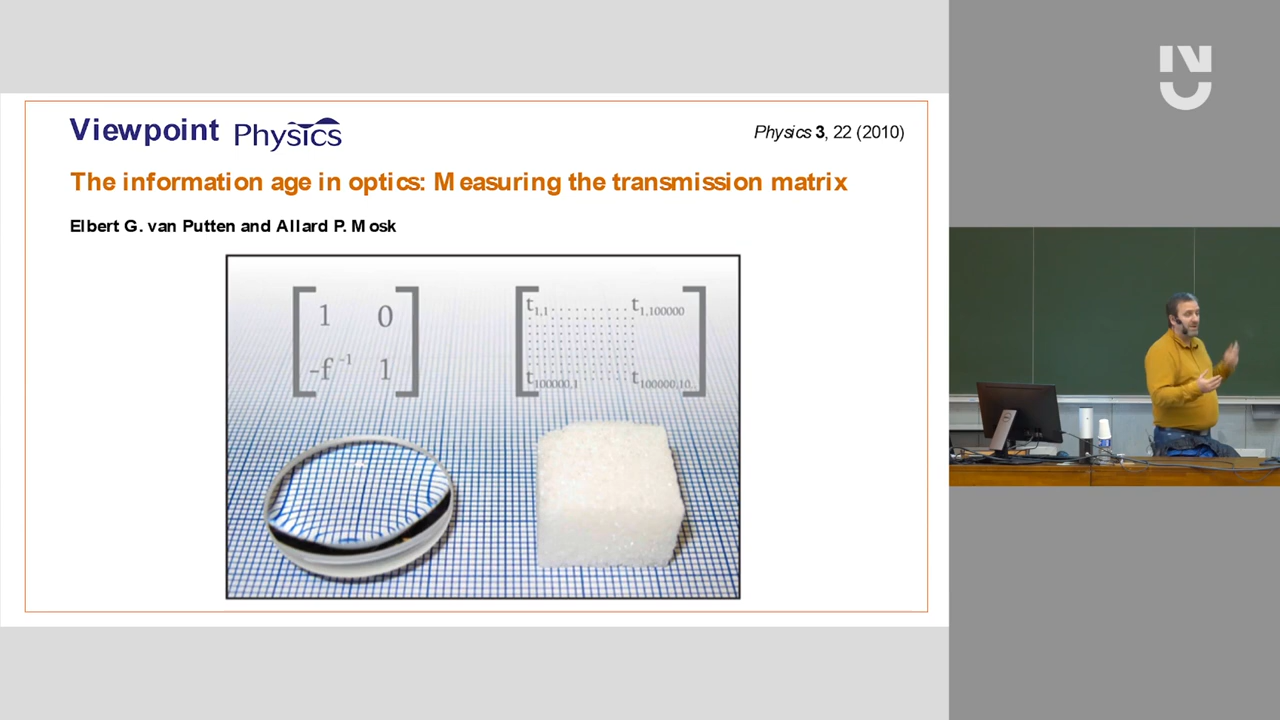 Viewpoint Physics
Physics 3, 22 (2010)
The information age in optics: Measuring the transmission matrix
Elbert G. van Putten and Allard P. Mosk
1 0
-f -1 1
t1,1 t1,100000
t100000,1 t100000,10..